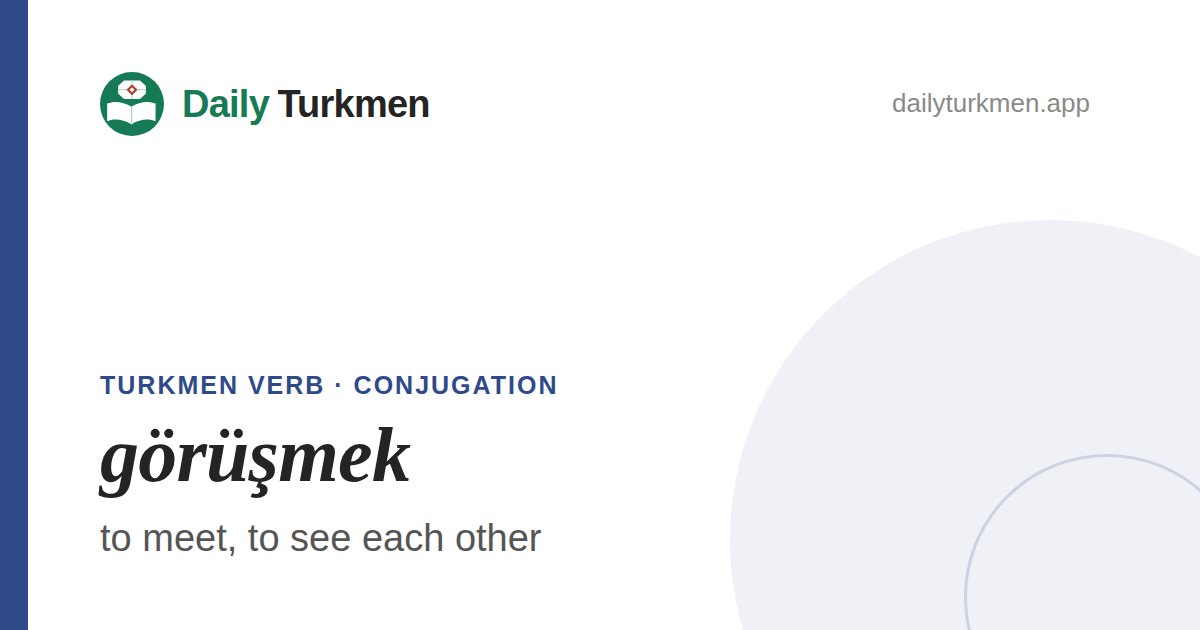 Daily Turkmen
dailyturkmen.app
TURKMEN VERB · CONJUGATION
görüşmek
to meet, to see each other